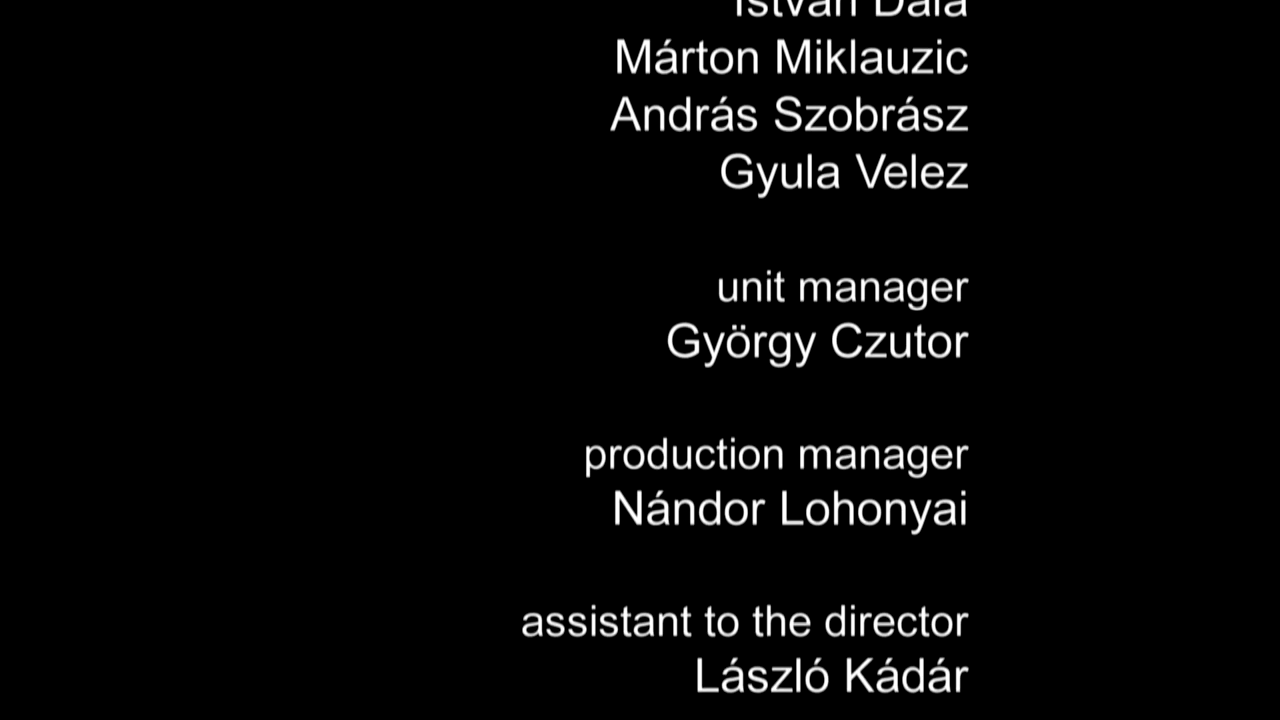 István Dala
Márton Miklauzic
András Szobrász
Gyula Velez
unit manager
György Czutor
production manager
Nándor Lohonyai
assistant to the director
László Kádár